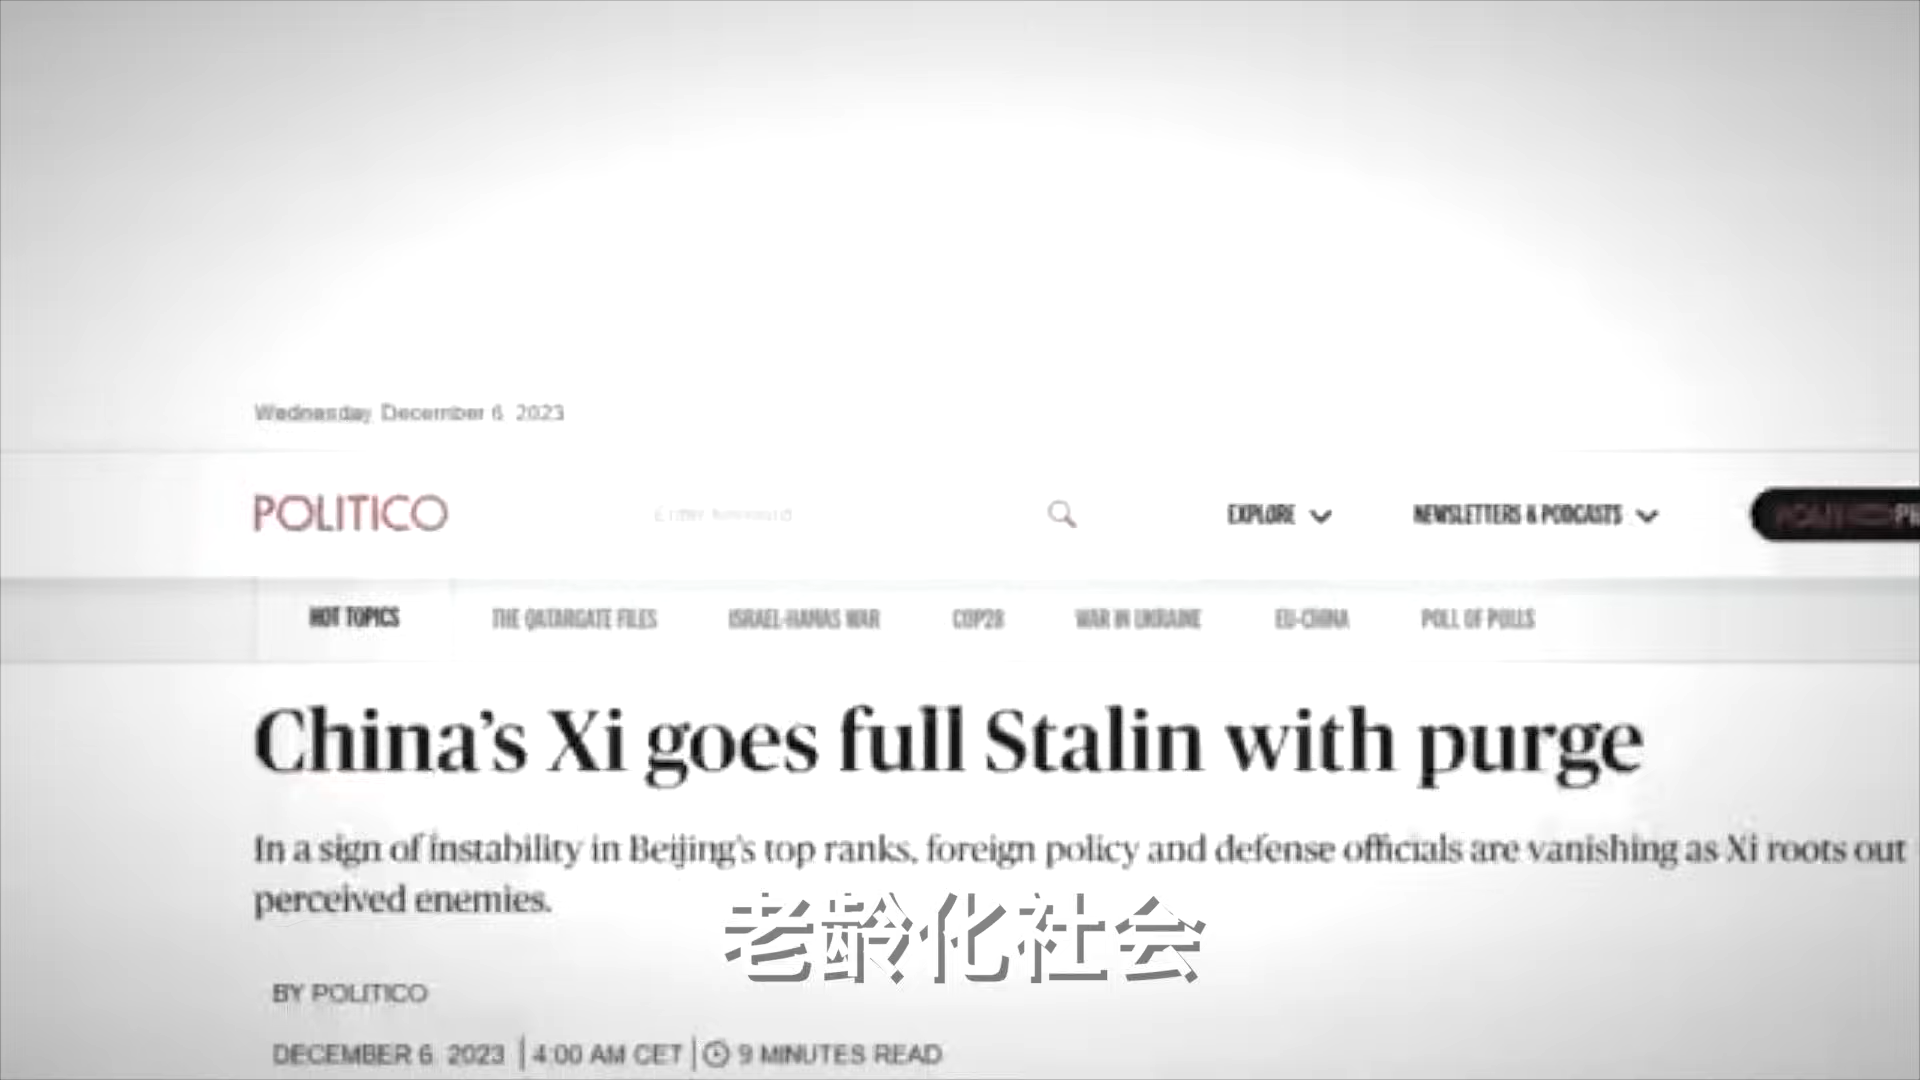 Wednesday, December 6, 2023
POLITICO
EXPLORE
NEWSLETTERS & PODCASTS
HOT TOPICS
THE QATARGATE FILES
ISRAEL-HAMAS WAR
COP28
WAR IN UKRAINE
EU-CHINA
POLL OF POLLS
China’s Xi goes full Stalin with purge
In a sign of instability in Beijing’s top ranks, foreign policy and defense officials are vanishing as Xi roots out
perceived enemies.
老龄化社会
BY POLITICO
DECEMBER 6, 2023 | 4:00 AM CET | 9 MINUTES READ